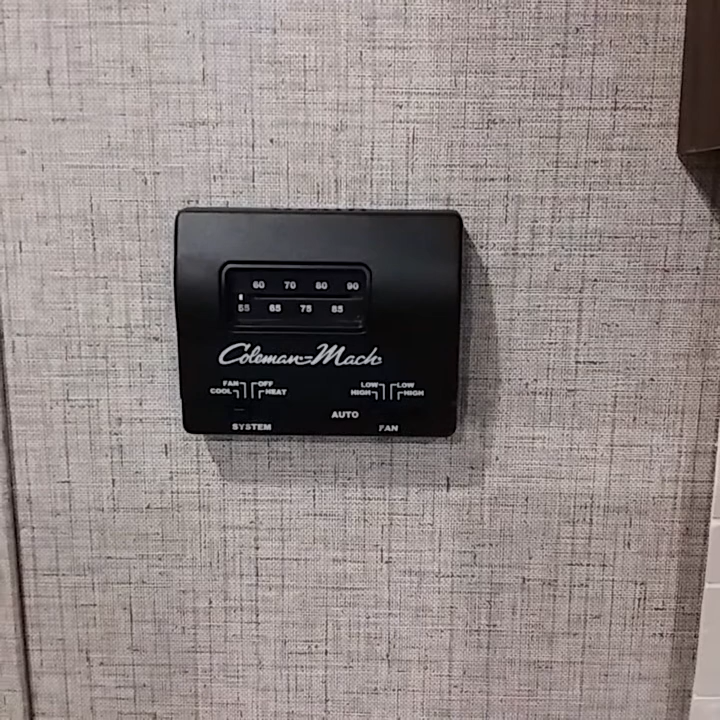 60 70 80 90
55 65 75 85
Coleman-Mach
FAN OFF LOW LOW
COOL HEAT HIGH HIGH
AUTO
SYSTEM FAN